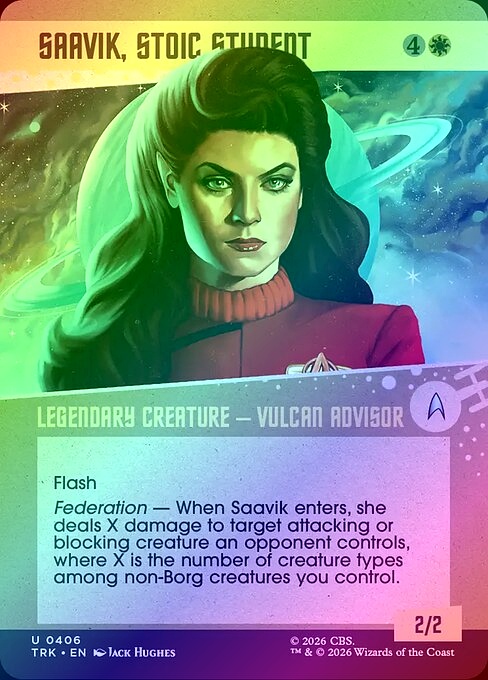 SAAVIK, STOIC STUDENT 4
LEGENDARY CREATURE — VULCAN ADVISOR
Flash
Federation — When Saavik enters, she
deals X damage to target attacking or
blocking creature an opponent controls,
where X is the number of creature types
among non-Borg creatures you control.
2/2
U 0406
TRK • EN JACK HUGHES
© 2026 CBS.
™ & © 2026 Wizards of the Coast